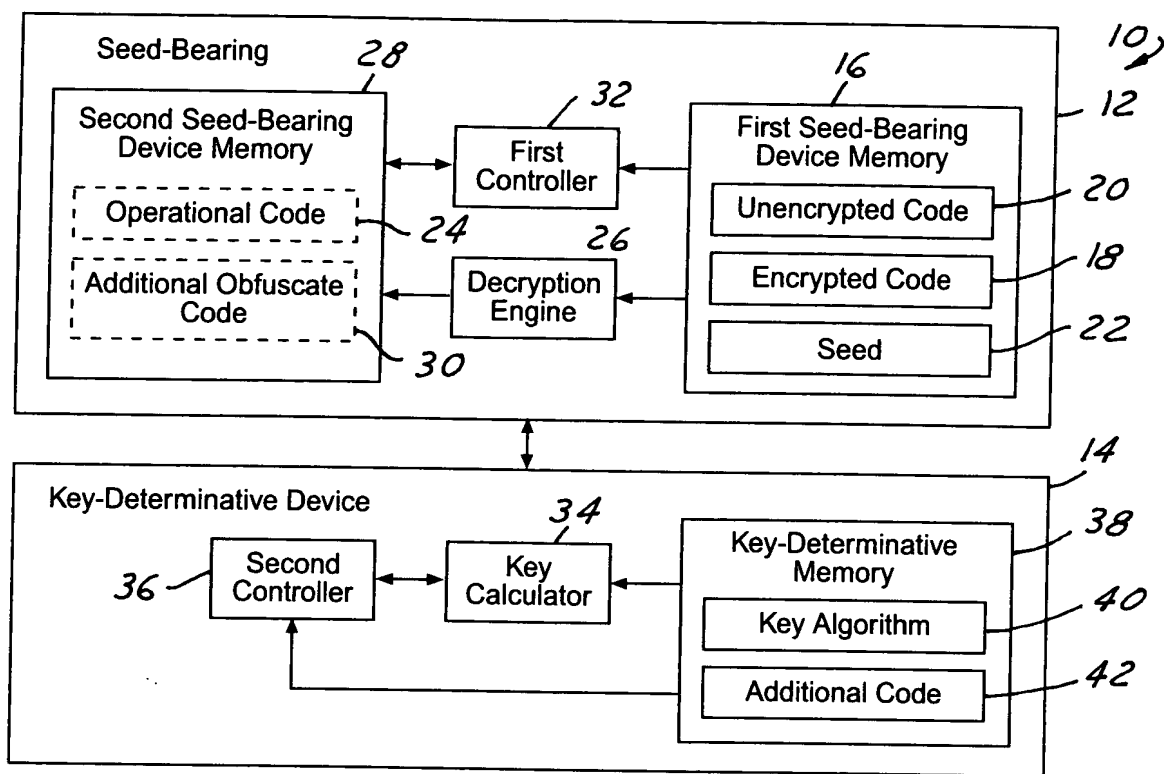 10
Seed-Bearing
28
16
12
32
Second Seed-Bearing
Device Memory
First
Controller
First Seed-Bearing
Device Memory
Operational Code
24
26
Unencrypted Code
20
Additional Obfuscate
Code
Decryption
Engine
Encrypted Code
18
30
Seed
22
14
Key-Determinative Device
34
38
36
Second
Controller
Key
Calculator
Key-Determinative
Memory
Key Algorithm
40
Additional Code
42